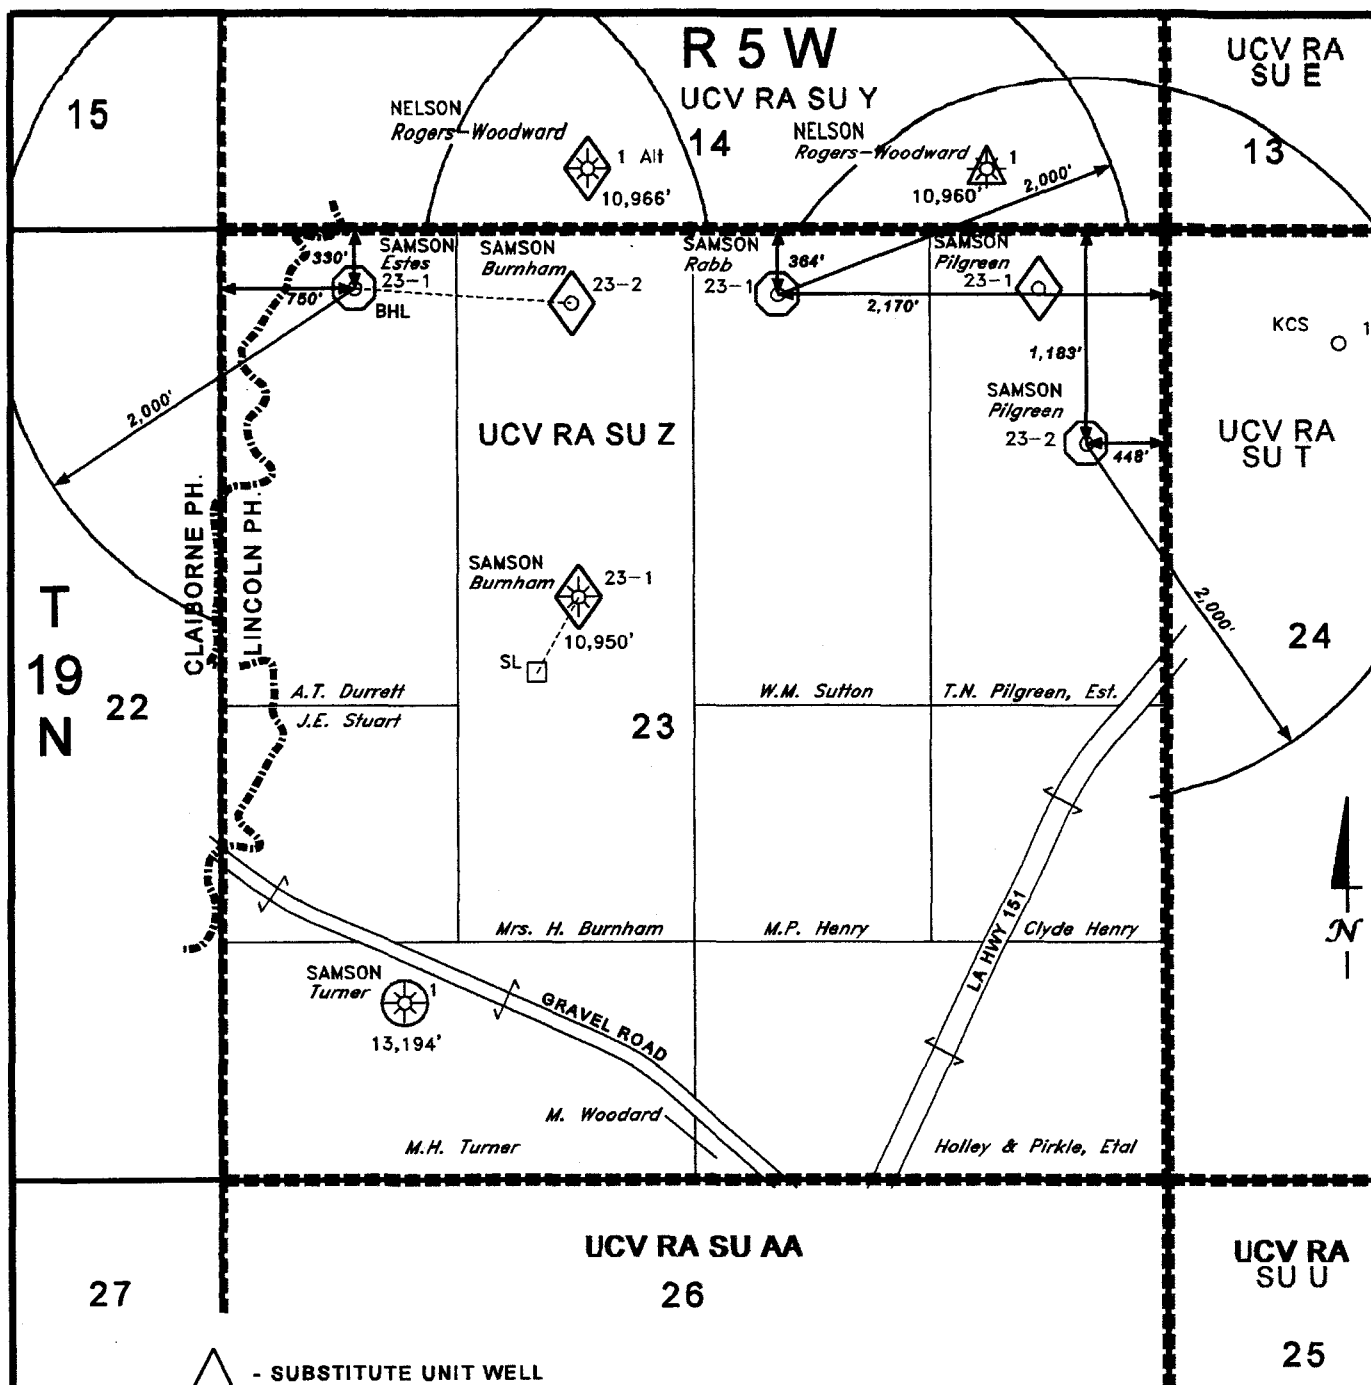 R 5 W
UCV RA
SU E
15
NELSON
Rogers-Woodward
1 Alt
10,966'
UCV RA SU Y
14
NELSON
Rogers-Woodward
1
10,960'
2,000'
13
330'
SAMSON
Estes
23-1
750'
BHL
SAMSON
Burnham
23-2
SAMSON
Rabb
23-1
364'
2,170'
SAMSON
Pilgreen
23-1
1,183'
KCS
1
2,000'
SAMSON
Pilgreen
23-2
448'
UCV RA SU Z
UCV RA
SU T
CLAIBORNE PH.
LINCOLN PH.
SAMSON
Burnham
23-1
10,950'
SL
2,000'
T
19
N
22
24
A.T. Durrett
J.E. Stuart
23
W.M. Sutton
T.N. Pilgreen, Est.
Mrs. H. Burnham
M.P. Henry
LA HWY 151
Clyde Henry
N
SAMSON
Turner
1
13,194'
GRAVEL ROAD
M. Woodard
M.H. Turner
Holley & Pirkle, Etal
UCV RA SU AA
UCV RA
SU U
27
26
25
- SUBSTITUTE UNIT WELL